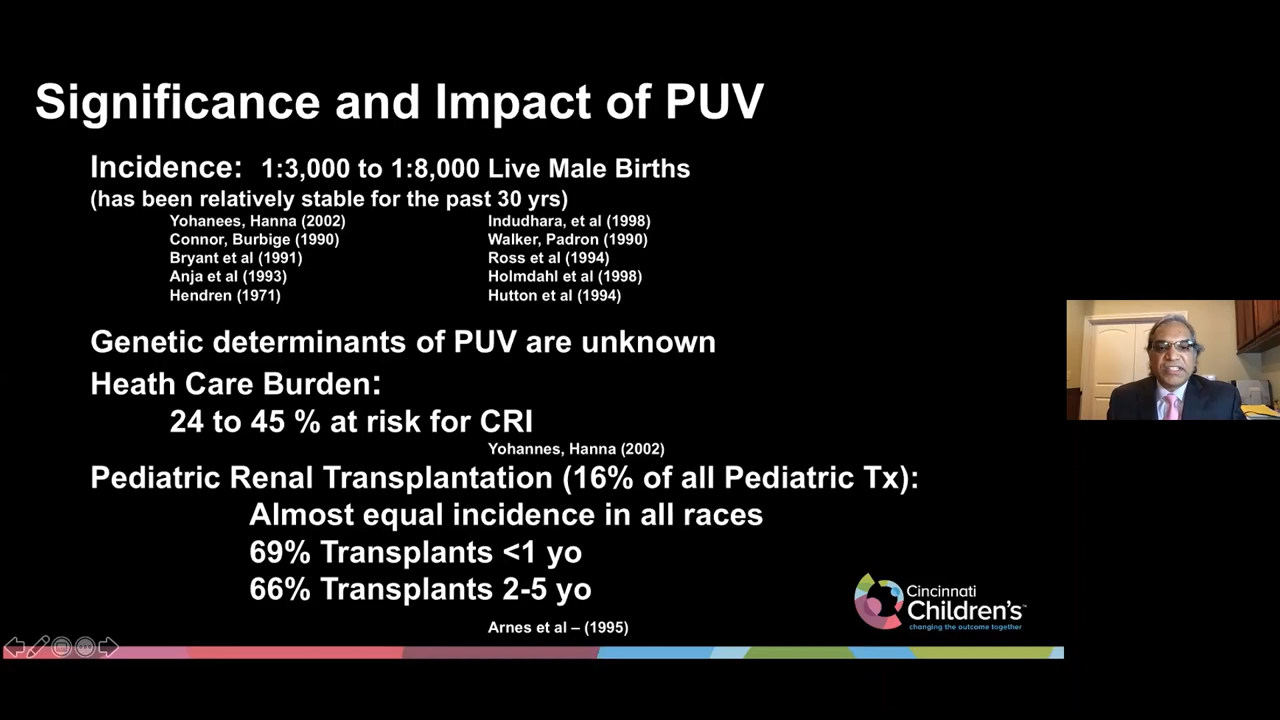 Significance and Impact of PUV
Incidence: 1:3,000 to 1:8,000 Live Male Births
(has been relatively stable for the past 30 yrs)
Yohanees, Hanna (2002)
Connor, Burbige (1990)
Bryant et al (1991)
Anja et al (1993)
Hendren (1971)
Indudhara, et al (1998)
Walker, Padron (1990)
Ross et al (1994)
Holmdahl et al (1998)
Hutton et al (1994)
Genetic determinants of PUV are unknown
Heath Care Burden:
24 to 45 % at risk for CRI
Yohannes, Hanna (2002)
Pediatric Renal Transplantation (16% of all Pediatric Tx):
Almost equal incidence in all races
69% Transplants <1 yo
66% Transplants 2-5 yo
Arnes et al – (1995)
Cincinnati
Children's™
changing the outcome together